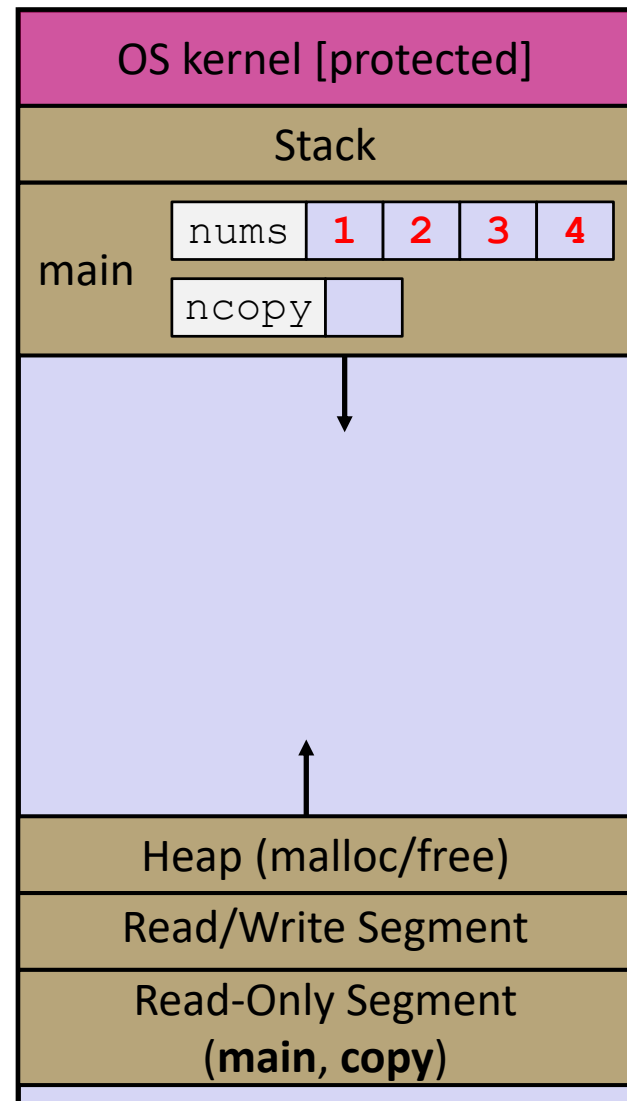 OS kernel [protected]
Stack
main
nums 1 2 3 4
ncopy
Heap (malloc/free)
Read/Write Segment
Read-Only Segment
(main, copy)